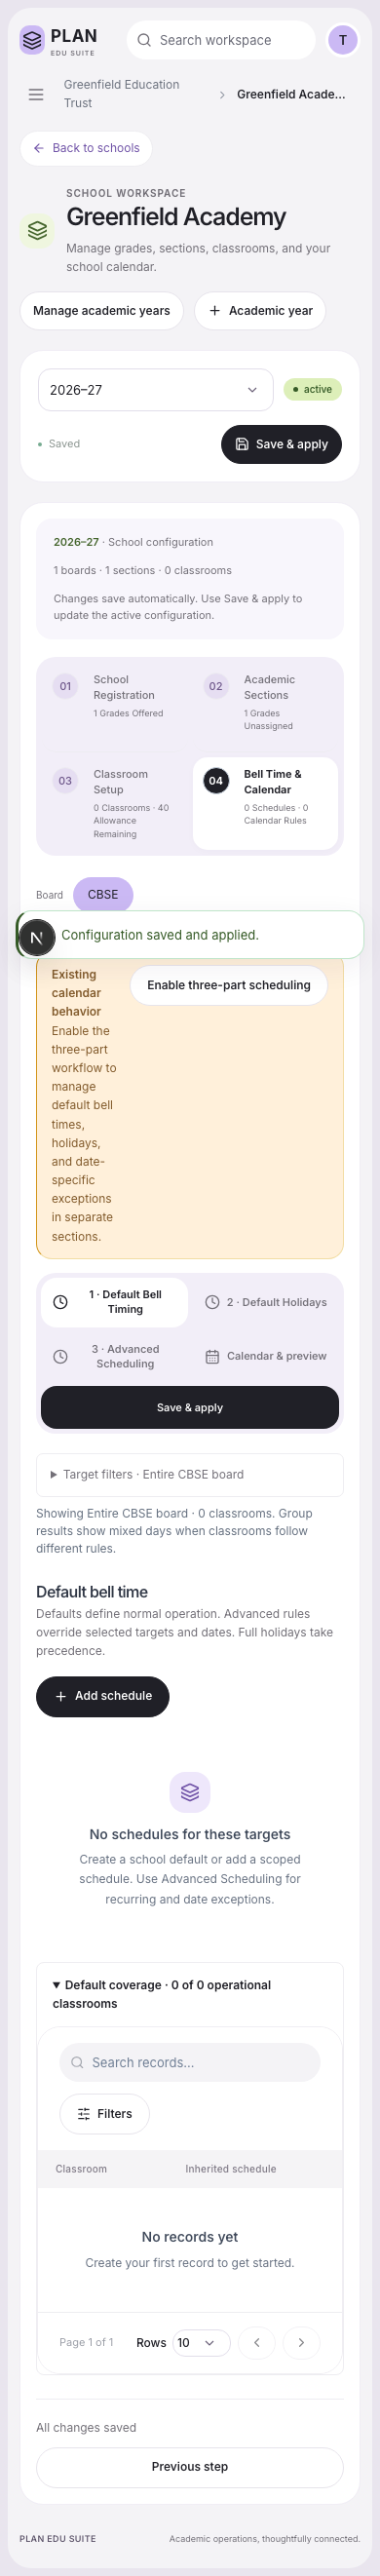 PLAN
EDU SUITE
Search workspace
T
Greenfield Education
Trust
Greenfield Acade...
Back to schools
SCHOOL WORKSPACE
Greenfield Academy
Manage grades, sections, classrooms, and your
school calendar.
Manage academic years
Academic year
2026–27
active
Saved
Save & apply
2026–27 · School configuration
1 boards · 1 sections · 0 classrooms
Changes save automatically. Use Save & apply to
update the active configuration.
01
School
Registration
1 Grades Offered
02
Academic
Sections
1 Grades
Unassigned
03
Classroom
Setup
0 Classrooms · 40
Allowance
Remaining
04
Bell Time &
Calendar
0 Schedules · 0
Calendar Rules
Board
CBSE
N
Configuration saved and applied.
Existing
calendar
behavior
Enable the
three-part
workflow to
manage
default bell
times,
holidays,
and date-
specific
exceptions
in separate
sections.
Enable three-part scheduling
1 · Default Bell
Timing
2 · Default Holidays
3 · Advanced
Scheduling
Calendar & preview
Save & apply
Target filters · Entire CBSE board
Showing Entire CBSE board · 0 classrooms. Group
results show mixed days when classrooms follow
different rules.
Default bell time
Defaults define normal operation. Advanced rules
override selected targets and dates. Full holidays take
precedence.
Add schedule
No schedules for these targets
Create a school default or add a scoped
schedule. Use Advanced Scheduling for
recurring and date exceptions.
Default coverage · 0 of 0 operational
classrooms
Search records...
Filters
Classroom
Inherited schedule
No records yet
Create your first record to get started.
Page 1 of 1
Rows
10
All changes saved
Previous step
PLAN EDU SUITE
Academic operations, thoughtfully connected.